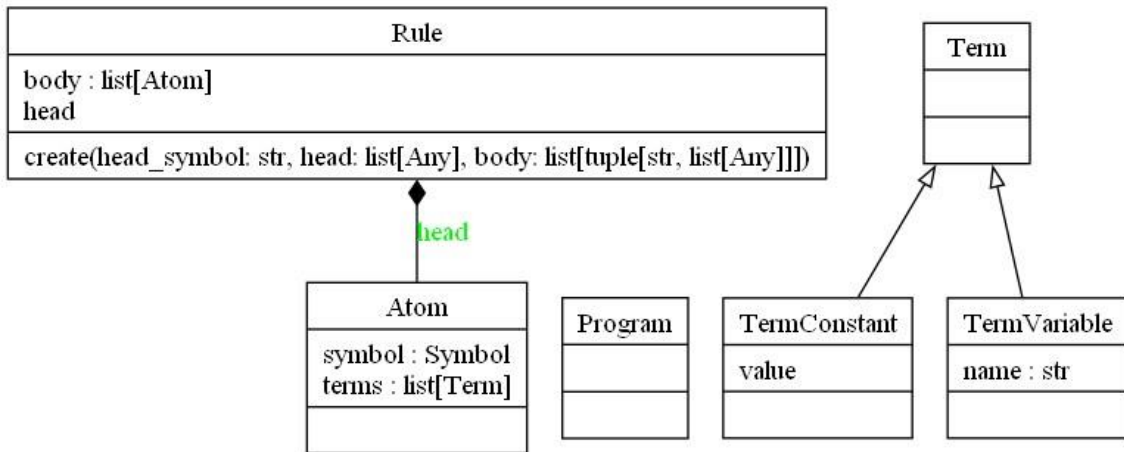 Rule
body : list[Atom]
head
create(head_symbol: str, head: list[Any], body: list[tuple[str, list[Any]]])
Term
head
Atom
symbol : Symbol
terms : list[Term]
Program
TermConstant
value
TermVariable
name : str